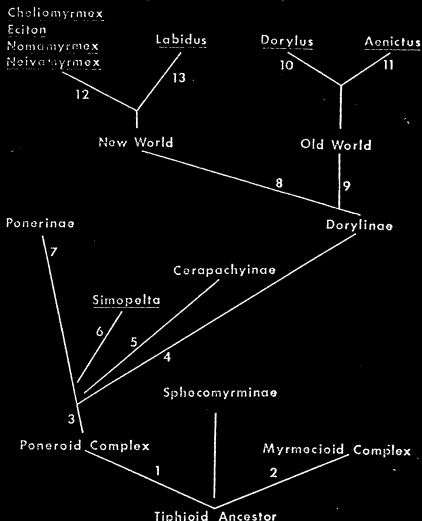 Cheliomyrmex
Eciton
Nomamyrmex
Neivamyrmex
Labidus
Dorylus
Aenictus
12
13
10
11
New World
Old World
8
9
Ponerinae
Dorylinae
7
Cerapachyinae
Simopelta
6
5
4
Sphecomyrminae
3
Poneroid Complex
Myrmecioid Complex
1
2
Tiphioid Ancestor